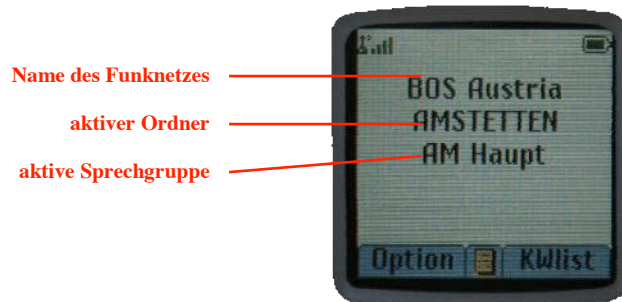 Name des Funknetzes
aktiver Ordner
aktive Sprechgruppe
BOS Austria
AMSTETTEN
AM Haupt
Option
KWlist